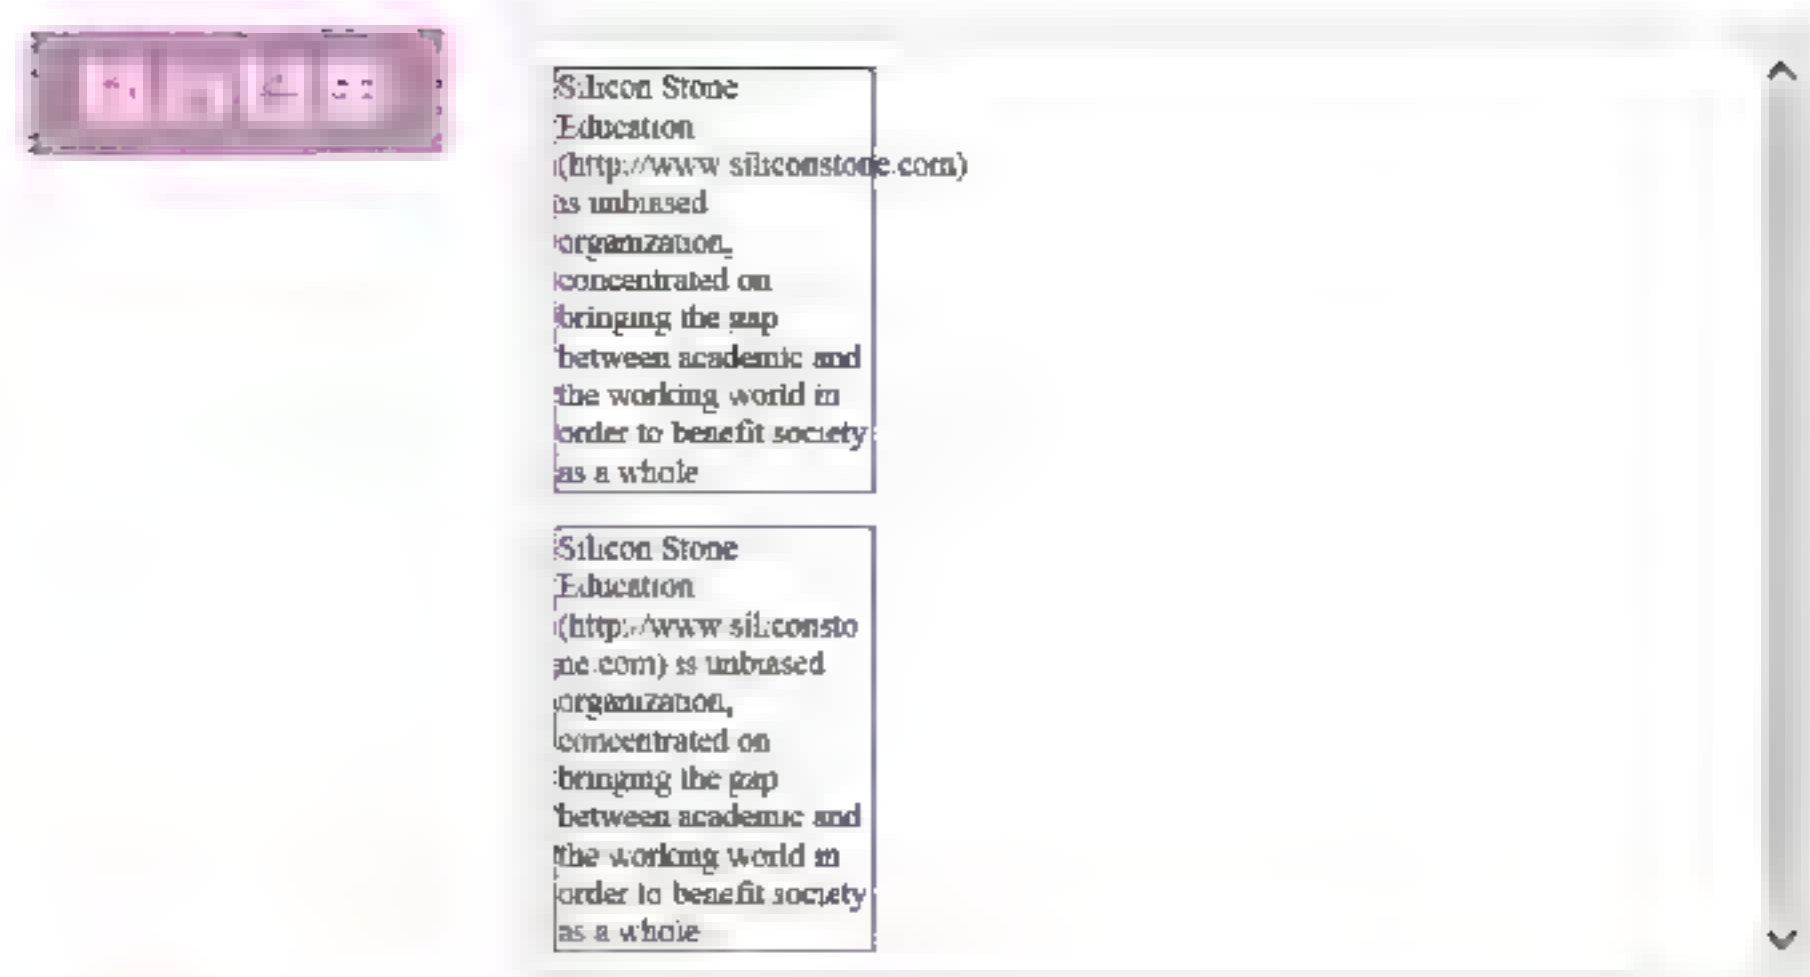 Silicon Stone
Education
(http://www.siliconstone.com)
is unbiased
organization,
concentrated on
bringing the gap
between academic and
the working world in
order to benefit society
as a whole
Silicon Stone
Education
(http://www.siliconsto
ne.com) is unbiased
organization,
concentrated on
bringing the gap
between academic and
the working world in
order to benefit society
as a whole